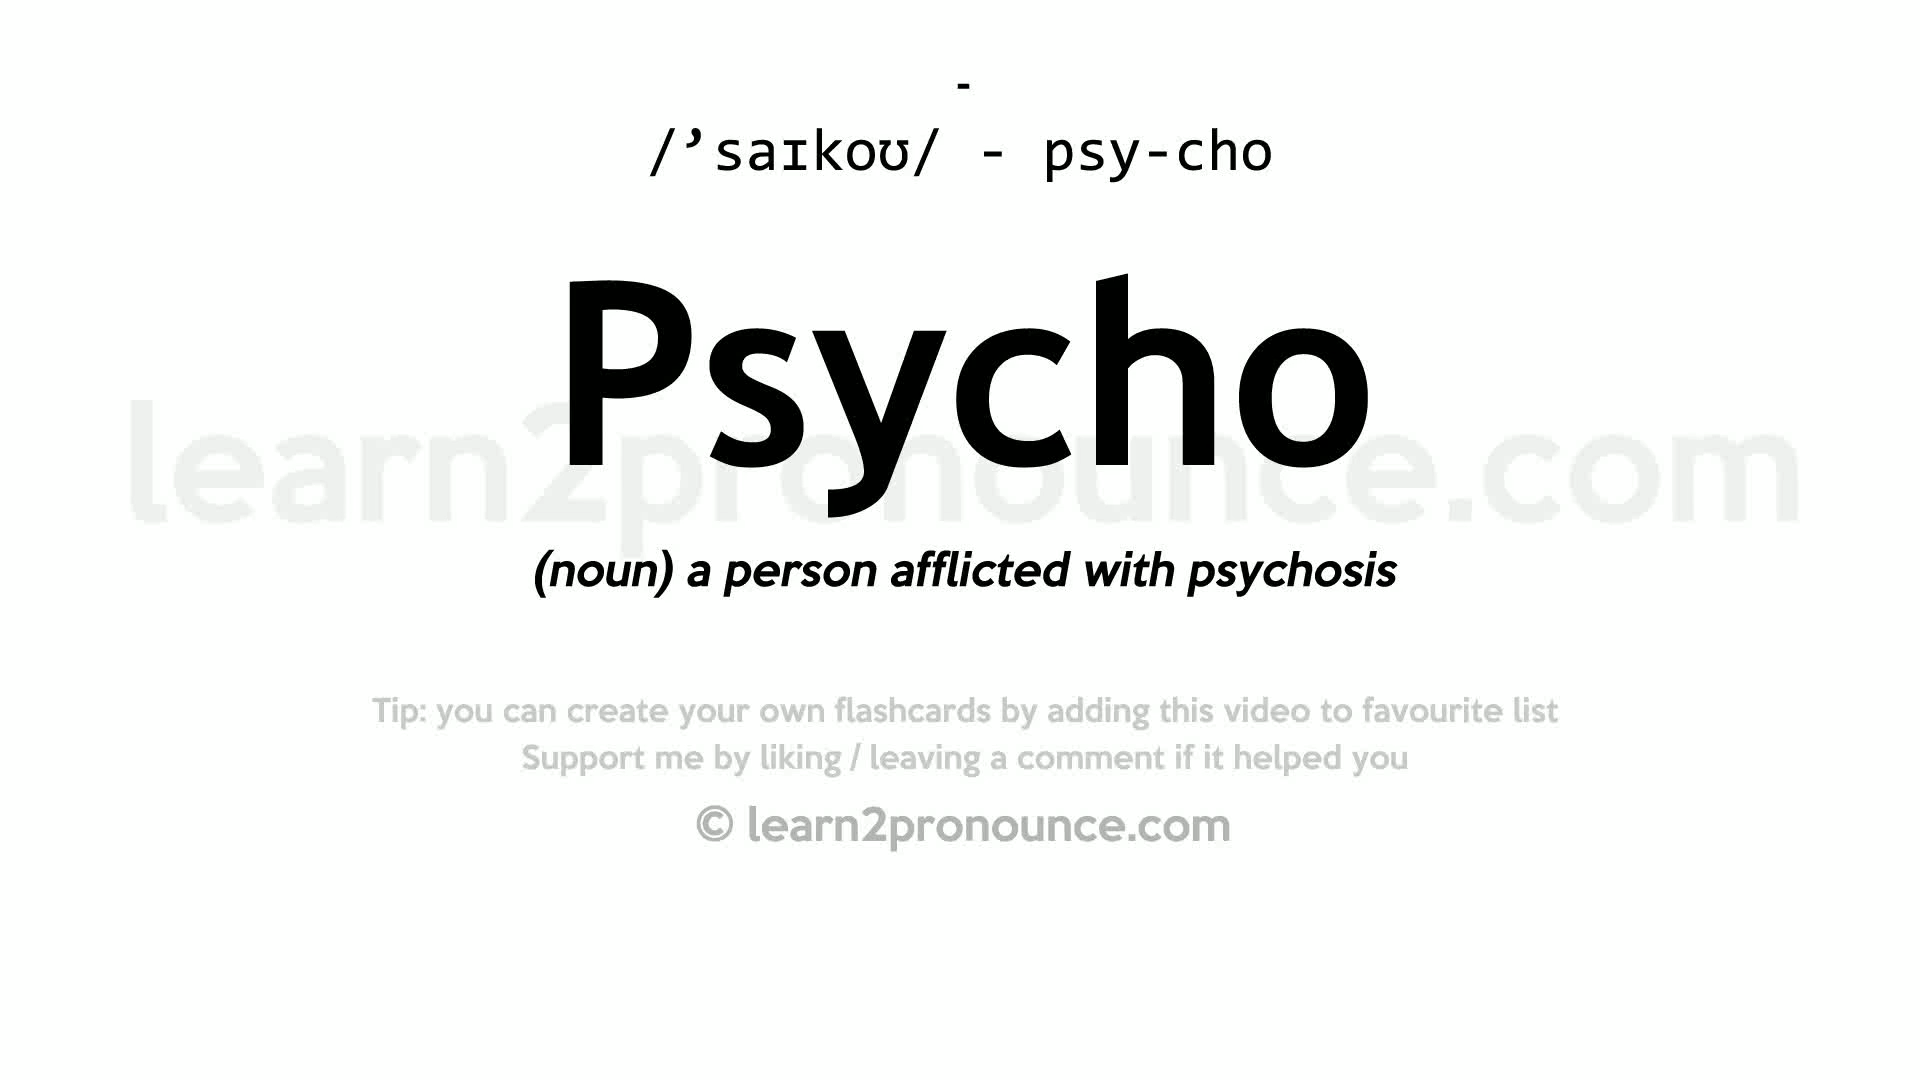 -
/’saɪkoʊ/ - psy-cho
Psycho
learn2pronounce.com
(noun) a person afflicted with psychosis
Tip: you can create your own flashcards by adding this video to favourite list
Support me by liking / leaving a comment if it helped you
© learn2pronounce.com